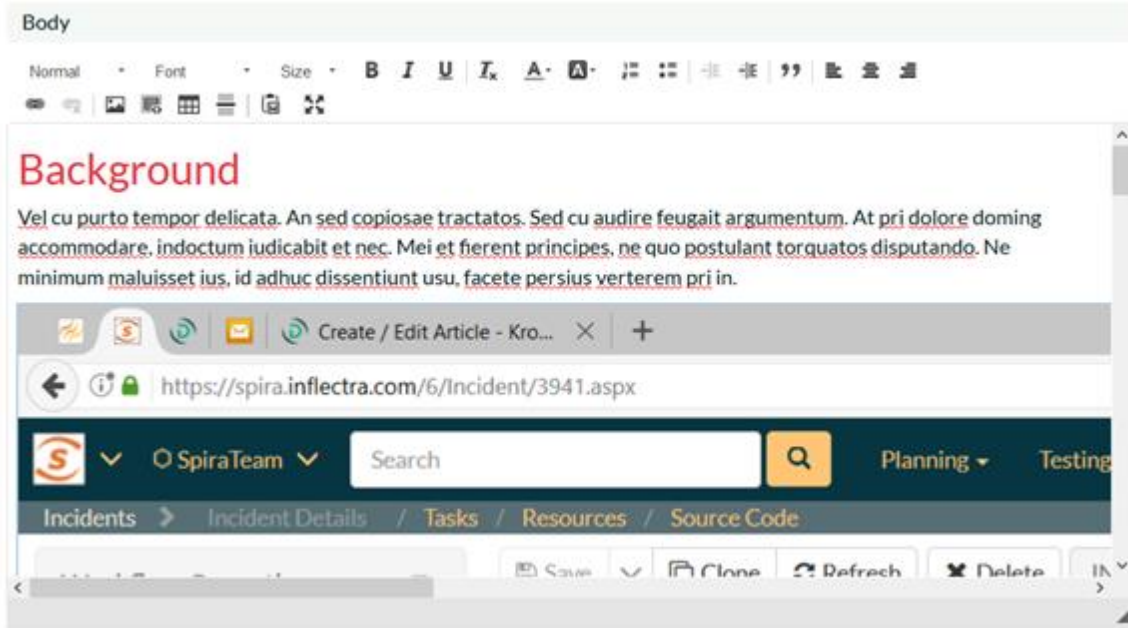 Body
Normal Font Size B I U Ix A A
Background
Vel cu purto tempor delicata. An sed copiosae tractatos. Sed cu audire feugait argumentum. At pri dolore doming
accommodare, indoctum iudicabit et nec. Mei et fierent principes, ne quo postulant torquatos disputando. Ne
minimum maluisset ius, id adhuc dissentiunt usu, facete persius verterem pri in.
Create / Edit Article - Kro...
https://spira.inflectra.com/6/Incident/3941.aspx
SpiraTeam Search Planning Testing
Incidents Incident Details / Tasks / Resources / Source Code
Save Clone Refresh Delete